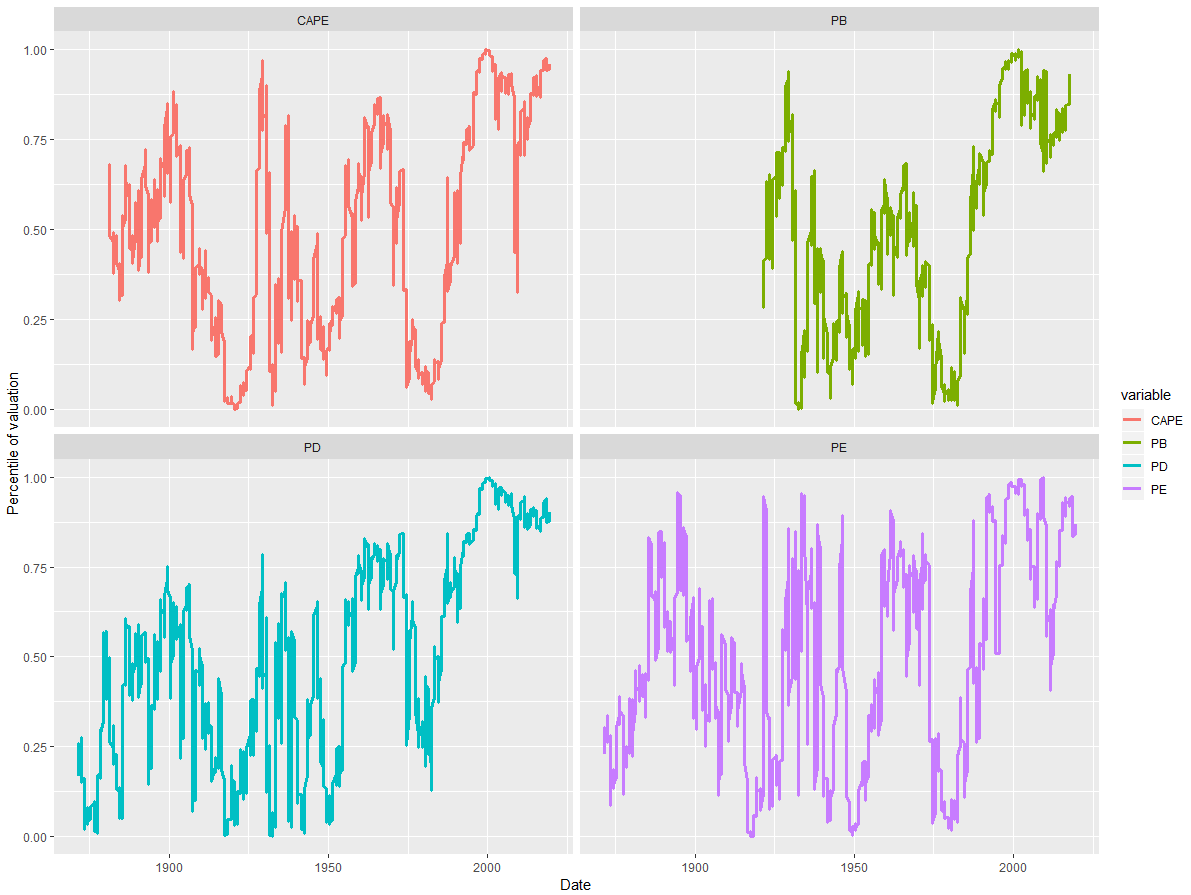 CAPE PB
1.00
0.75
0.50
0.25
0.00
PD PE
1.00
0.75
0.50
0.25
0.00
1900 1950 2000 1900 1950 2000
Date
Percentile of valuation
variable
CAPE
PB
PD
PE